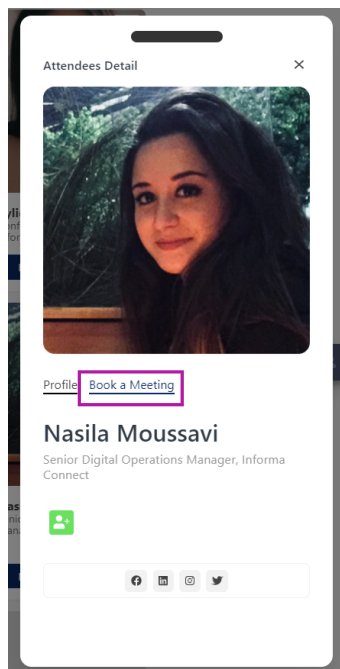 Attendees Detail
Profile Book a Meeting
Nasila Moussavi
Senior Digital Operations Manager, Informa
Connect